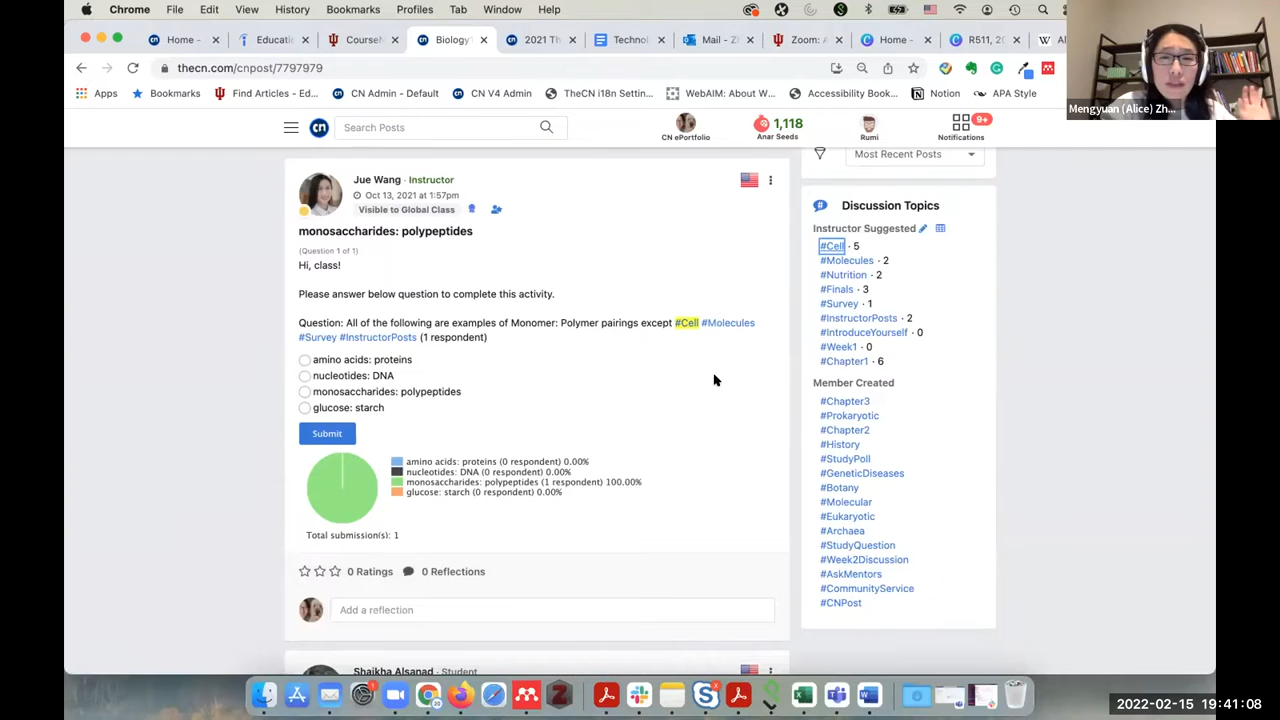 Chrome File Edit View History Bookmarks Profiles Tab Window Help
Home - Educatio CourseN Biology 2021 Th Technol Mail - Z Zoom: A Home - R511, 20
thecn.com/cnpost/7797979
Apps Bookmarks Find Articles - Ed... CN Admin - Default CN V4 Admin TheCN i18n Setting... WebAIM: About W... Accessibility Book... Notion APA Style
Mengyuan (Alice) Zh...
cn Search Posts
1,118
9+
CN ePortfolio Anar Seeds Rumi Notifications
Most Recent Posts
Jue Wang · Instructor
Oct 13, 2021 at 1:57pm
Visible to Global Class
monosaccharides: polypeptides
(Question 1 of 1)
Hi, class!
Please answer below question to complete this activity.
Question: All of the following are examples of Monomer: Polymer pairings except #Cell #Molecules
#Survey #InstructorPosts (1 respondent)
amino acids: proteins
nucleotides: DNA
monosaccharides: polypeptides
glucose: starch
Submit
amino acids: proteins (0 respondent) 0.00%
nucleotides: DNA (0 respondent) 0.00%
monosaccharides: polypeptides (1 respondent) 100.00%
glucose: starch (0 respondent) 0.00%
Total submission(s): 1
0 Ratings 0 Reflections
Add a reflection
Shaikha Alsanad · Student
Discussion Topics
Instructor Suggested
#Cell · 5
#Molecules · 2
#Nutrition · 2
#Finals · 3
#Survey · 1
#InstructorPosts · 2
#IntroduceYourself · 0
#Week1 · 0
#Chapter1 · 6
Member Created
#Chapter3
#Prokaryotic
#Chapter2
#History
#StudyPoll
#GeneticDiseases
#Botany
#Molecular
#Eukaryotic
#Archaea
#StudyQuestion
#Week2Discussion
#AskMentors
#CommunityService
#CNPost
2022-02-15 19:41:08